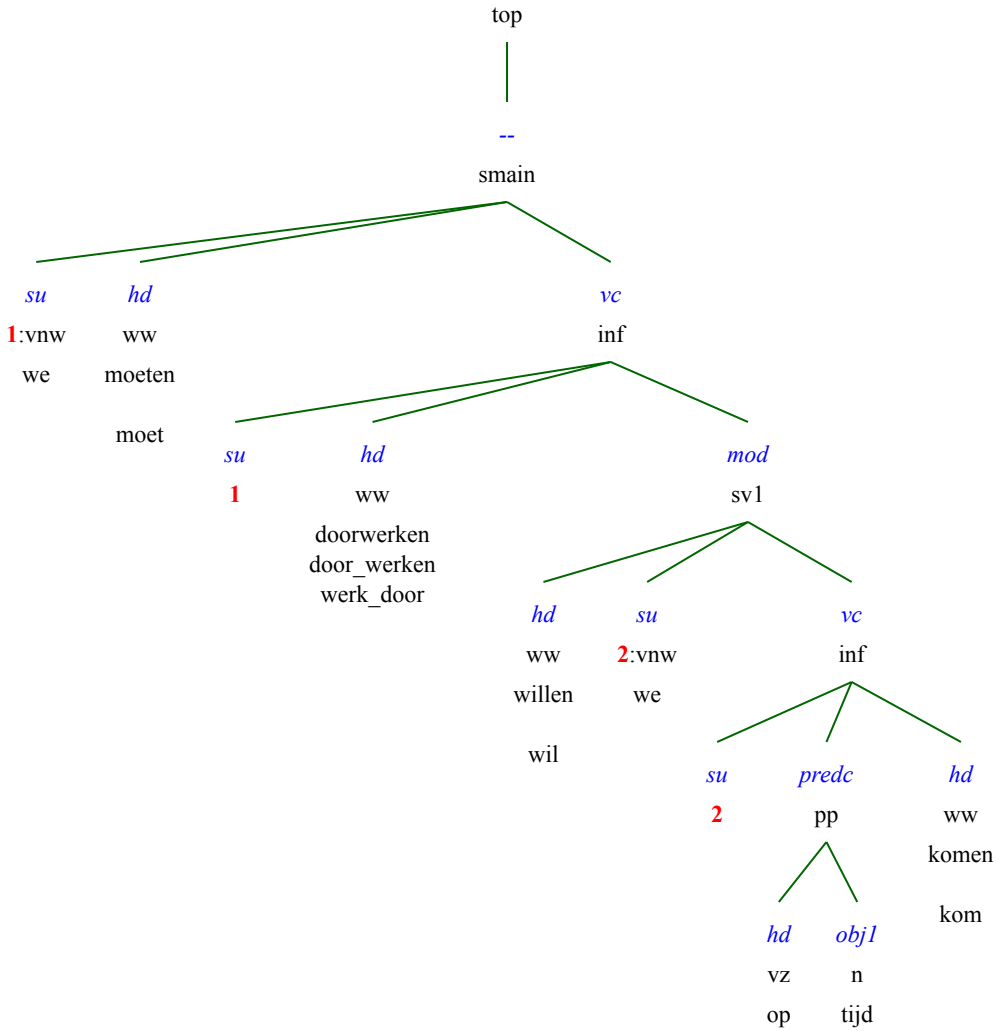 top
--
smain
su hd vc
1:vnw ww inf
we moeten
moet
su hd mod
1 ww sv1
doorwerken
door_werken
werk_door
hd su vc
ww 2:vnw inf
willen we
wil
su predc hd
2 pp ww
komen
kom
hd obj1
vz n
op tijd